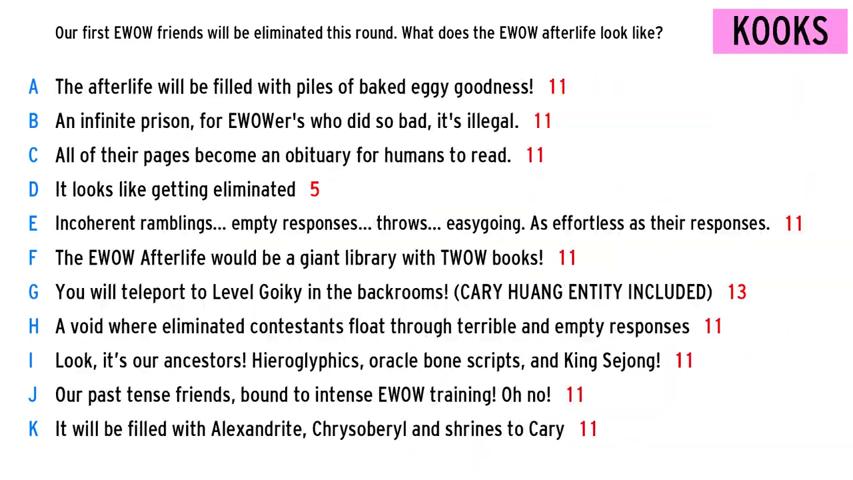 Our first EWOW friends will be eliminated this round. What does the EWOW afterlife look like?
KOOKS
A The afterlife will be filled with piles of baked eggy goodness! 11
B An infinite prison, for EWOWer's who did so bad, it's illegal. 11
C All of their pages become an obituary for humans to read. 11
D It looks like getting eliminated 5
E Incoherent ramblings... empty responses... throws... easygoing. As effortless as their responses. 11
F The EWOW Afterlife would be a giant library with TWOW books! 11
G You will teleport to Level Goiky in the backrooms! (CARY HUANG ENTITY INCLUDED) 13
H A void where eliminated contestants float through terrible and empty responses 11
I Look, it's our ancestors! Hieroglyphics, oracle bone scripts, and King Sejong! 11
J Our past tense friends, bound to intense EWOW training! Oh no! 11
K It will be filled with Alexandrite, Chrysoberyl and shrines to Cary 11